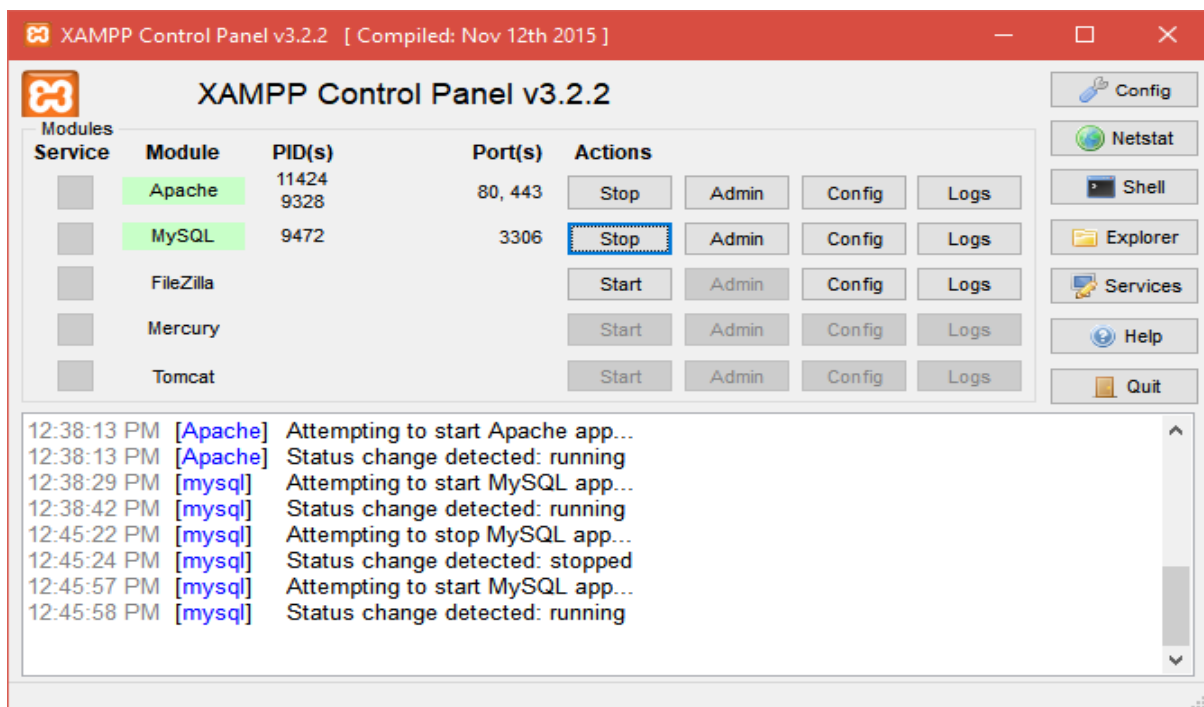 XAMPP Control Panel v3.2.2 [ Compiled: Nov 12th 2015 ]
XAMPP Control Panel v3.2.2
Config
Modules
Service Module PID(s) Port(s) Actions
Netstat
Apache 11424 9328 80, 443 Stop Admin Config Logs
Shell
MySQL 9472 3306 Stop Admin Config Logs
Explorer
FileZilla Start Admin Config Logs
Services
Mercury Start Admin Config Logs
Help
Tomcat Start Admin Config Logs
Quit
12:38:13 PM [Apache] Attempting to start Apache app...
12:38:13 PM [Apache] Status change detected: running
12:38:29 PM [mysql] Attempting to start MySQL app...
12:38:42 PM [mysql] Status change detected: running
12:45:22 PM [mysql] Attempting to stop MySQL app...
12:45:24 PM [mysql] Status change detected: stopped
12:45:57 PM [mysql] Attempting to start MySQL app...
12:45:58 PM [mysql] Status change detected: running